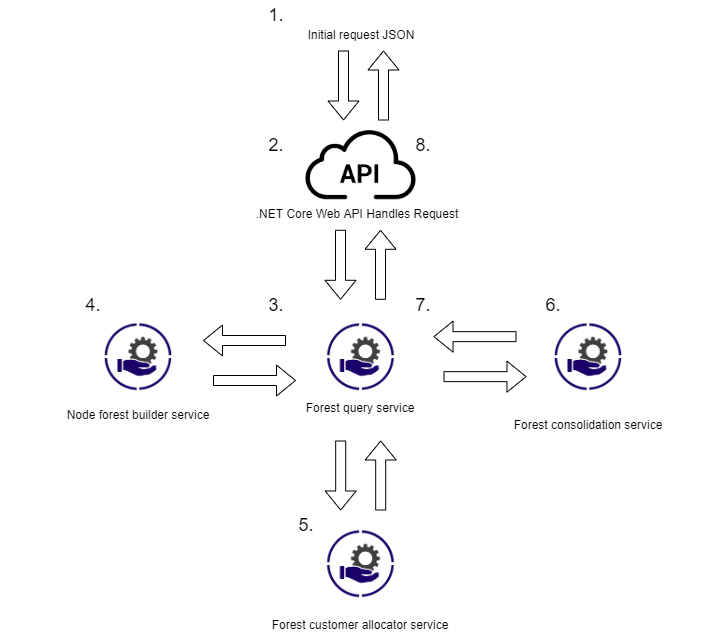 1.
Initial request JSON
2.
8.
API
.NET Core Web API Handles Request
4.
3.
7.
6.
Node forest builder service
Forest query service
Forest consolidation service
5.
Forest customer allocator service